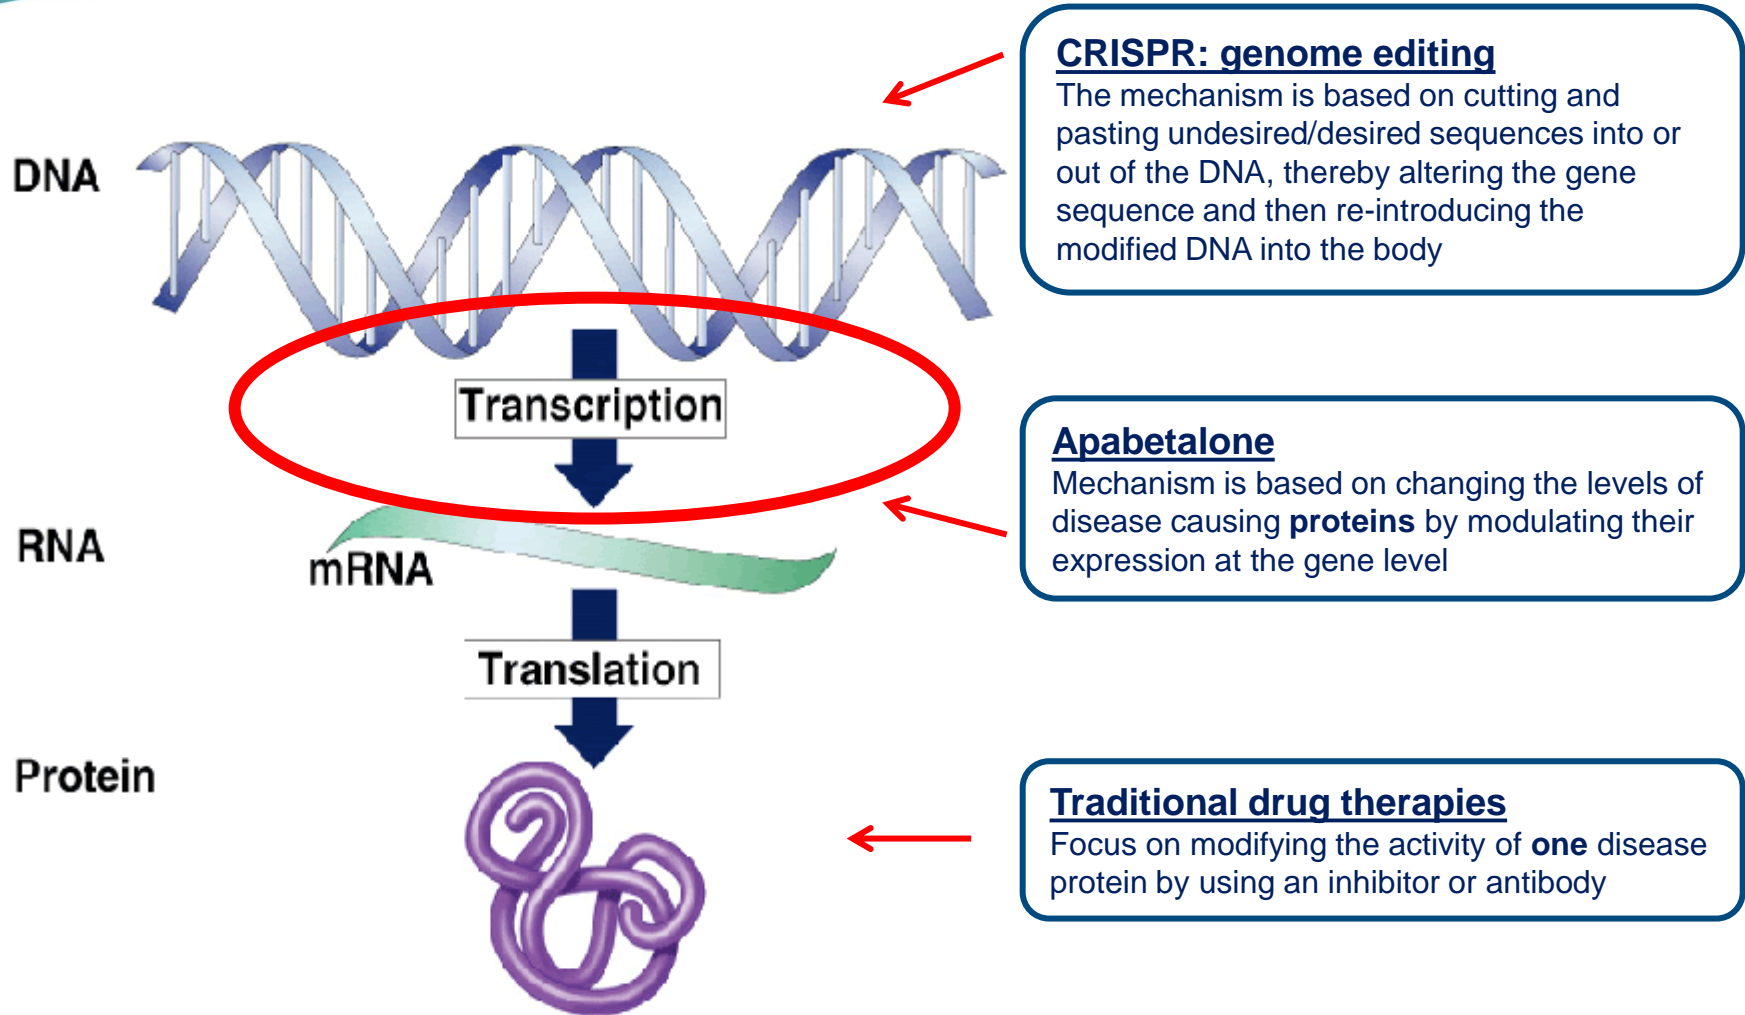 CRISPR: genome editing
The mechanism is based on cutting and
pasting undesired/desired sequences into or
out of the DNA, thereby altering the gene
sequence and then re-introducing the
modified DNA into the body
DNA
Transcription
Apabetalone
Mechanism is based on changing the levels of
disease causing proteins by modulating their
expression at the gene level
RNA
mRNA
Translation
Protein
Traditional drug therapies
Focus on modifying the activity of one disease
protein by using an inhibitor or antibody